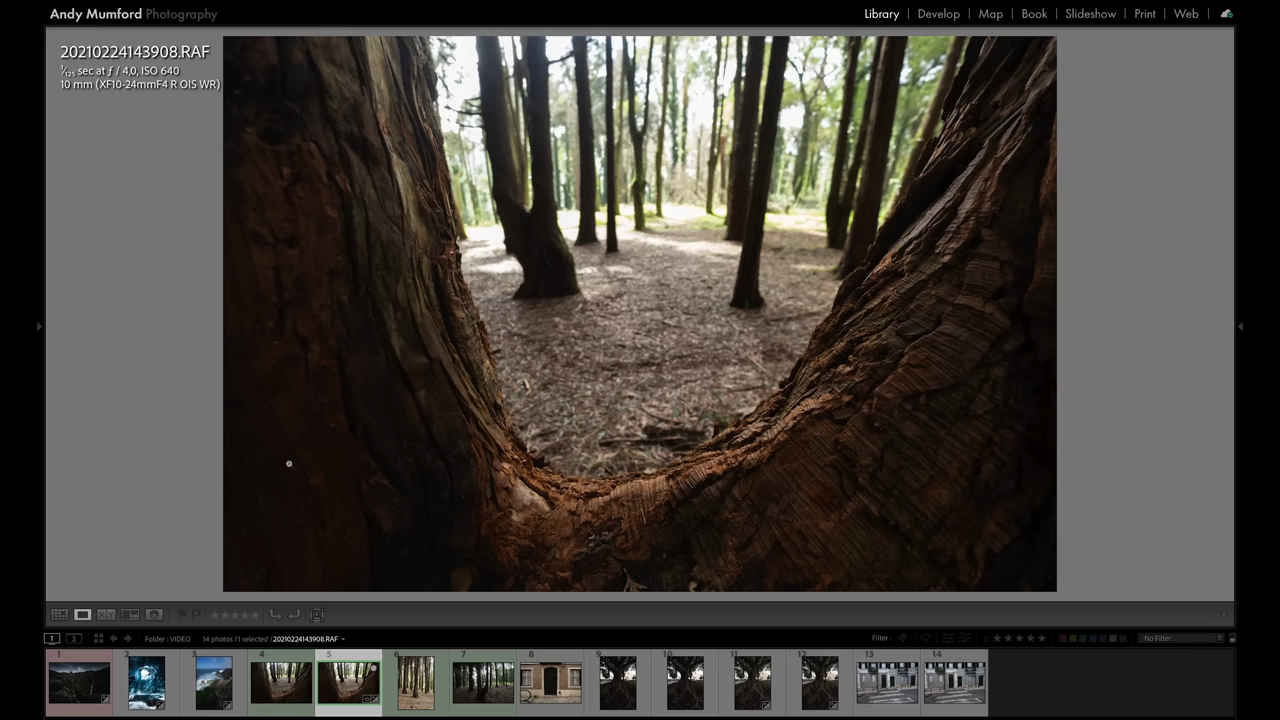 Andy Mumford Photography
Library | Develop | Map | Book | Slideshow | Print | Web
20210224143908.RAF
1/125 sec at ƒ / 4,0, ISO 640
10 mm (XF10-24mmF4 R OIS WR)
1 2 Folder : VIDEO 14 photos / 1 selected / 20210224143908.RAF Filter : No Filter
1 2 3 4 5 6 7 8 9 10 11 12 13 14